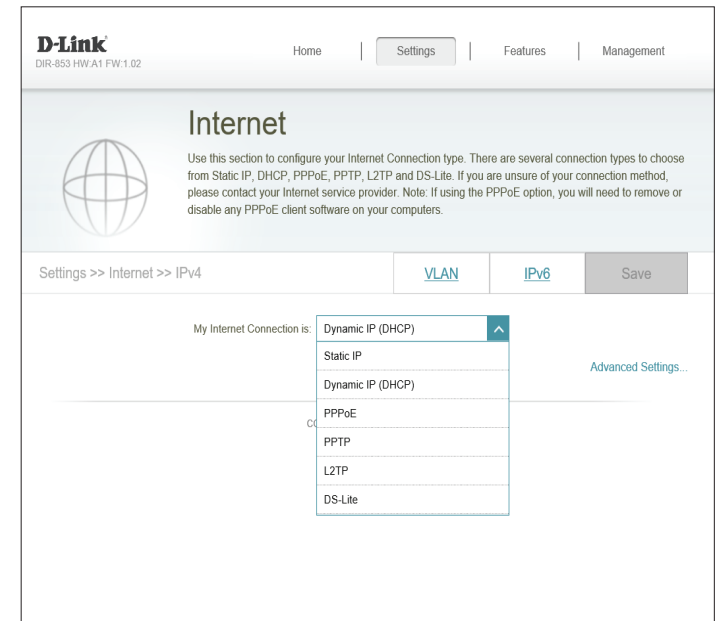 D-Link
DIR-853 HW:A1 FW:1.02
Home
Settings
Features
Management
Internet
Use this section to configure your Internet Connection type. There are several connection types to choose
from Static IP, DHCP, PPPoE, PPTP, L2TP and DS-Lite. If you are unsure of your connection method,
please contact your Internet service provider. Note: If using the PPPoE option, you will need to remove or
disable any PPPoE client software on your computers.
Settings >> Internet >> IPv4
VLAN
IPv6
Save
My Internet Connection is:
Dynamic IP (DHCP)
Static IP
Dynamic IP (DHCP)
PPPoE
PPTP
L2TP
DS-Lite
Advanced Settings...